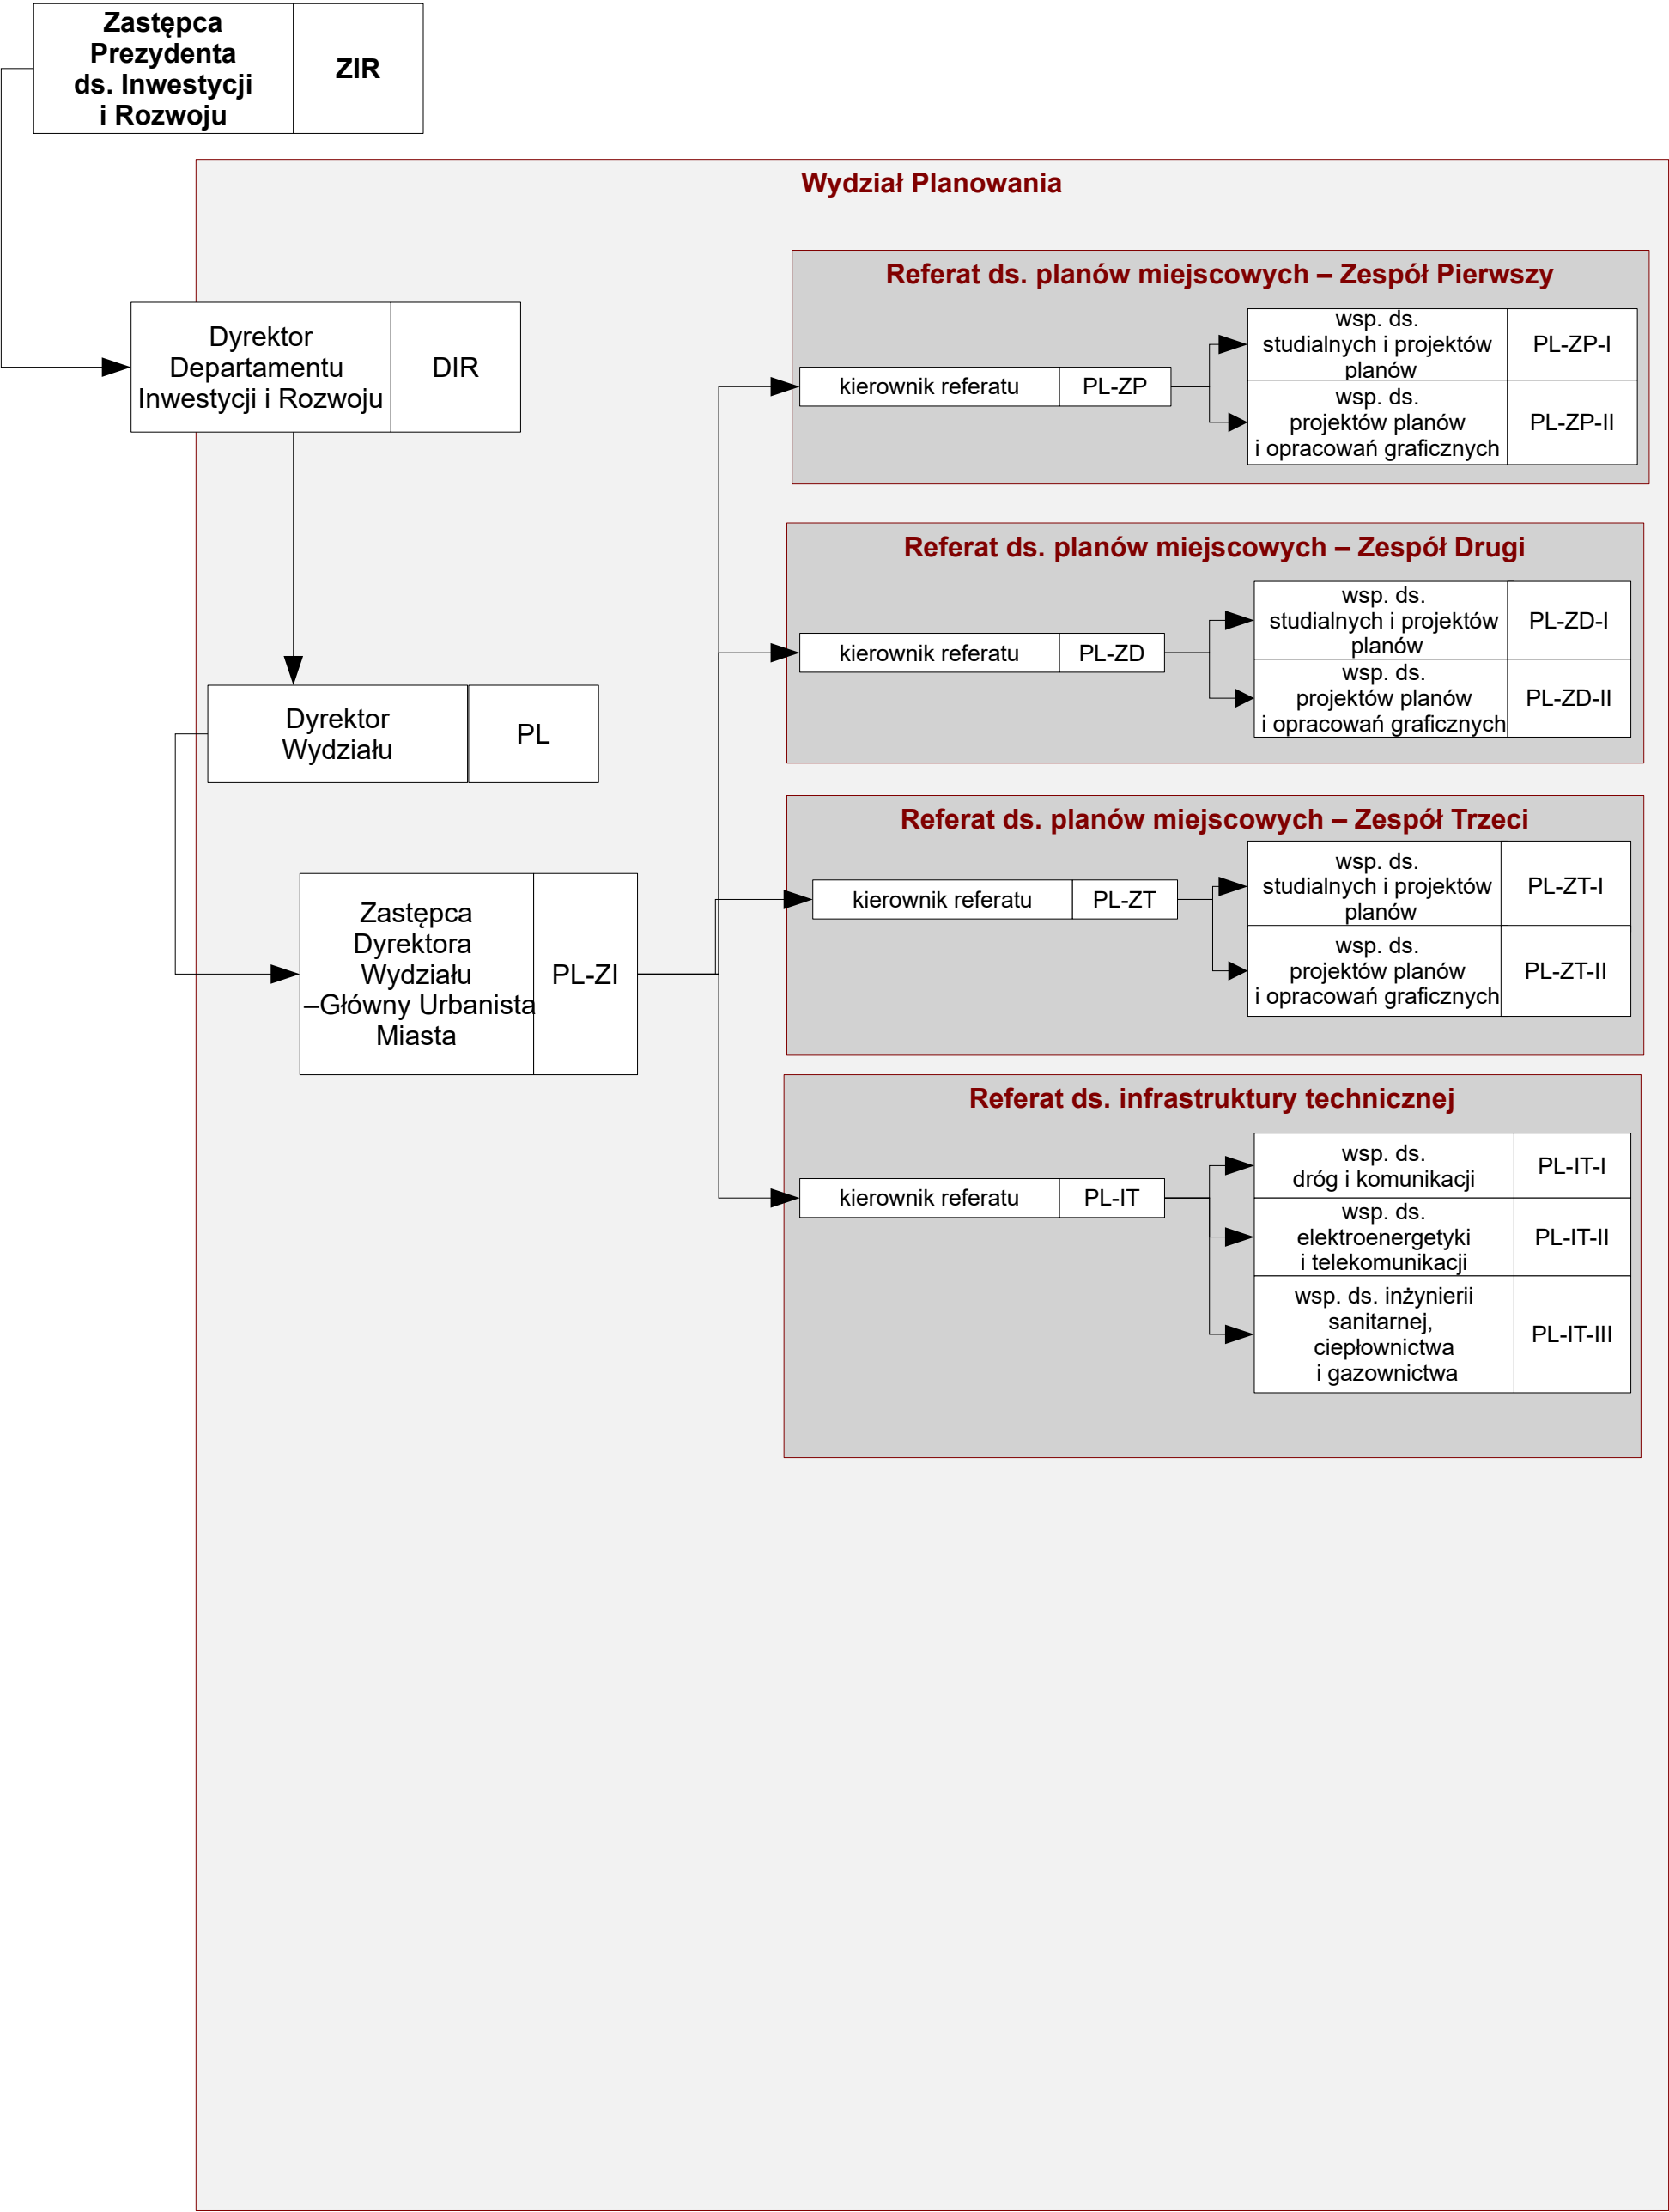 Zastępca
Prezydenta
ds. Inwestycji
i Rozwoju
ZIR
Wydział Planowania
Dyrektor
Departamentu
Inwestycji i Rozwoju
DIR
Dyrektor
Wydziału
PL
Zastępca
Dyrektora
Wydziału
–Główny Urbanista
Miasta
PL-ZI
Referat ds. planów miejscowych – Zespół Pierwszy
kierownik referatu
PL-ZP
wsp. ds.
studialnych i projektów
planów
PL-ZP-I
wsp. ds.
projektów planów
i opracowań graficznych
PL-ZP-II
Referat ds. planów miejscowych – Zespół Drugi
kierownik referatu
PL-ZD
wsp. ds.
studialnych i projektów
planów
PL-ZD-I
wsp. ds.
projektów planów
i opracowań graficznych
PL-ZD-II
Referat ds. planów miejscowych – Zespół Trzeci
kierownik referatu
PL-ZT
wsp. ds.
studialnych i projektów
planów
PL-ZT-I
wsp. ds.
projektów planów
i opracowań graficznych
PL-ZT-II
Referat ds. infrastruktury technicznej
kierownik referatu
PL-IT
wsp. ds.
dróg i komunikacji
PL-IT-I
wsp. ds.
elektroenergetyki
i telekomunikacji
PL-IT-II
wsp. ds. inżynierii
sanitarnej,
ciepłownictwa
i gazownictwa
PL-IT-III